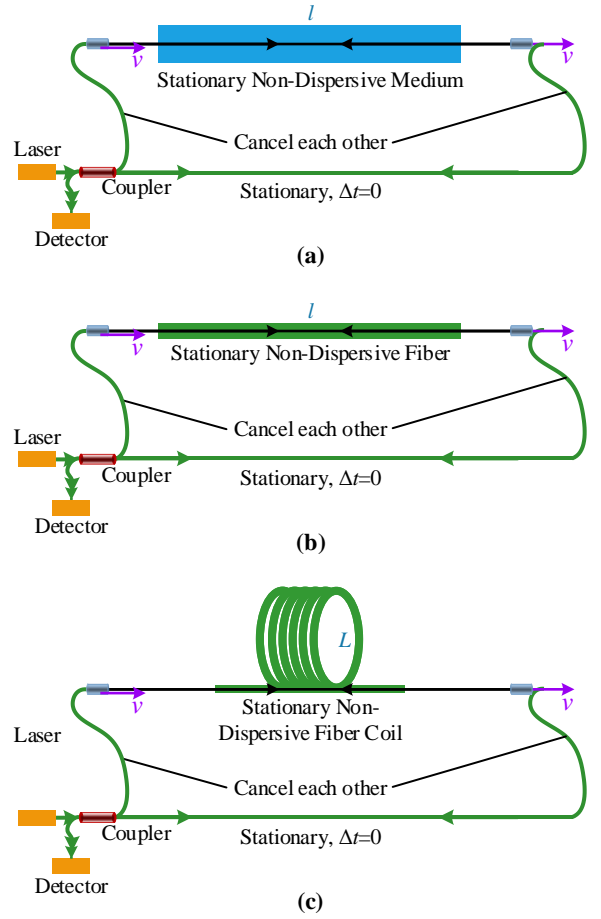 l
v
v
Stationary Non-Dispersive Medium
Cancel each other
Laser
Coupler
Stationary, Δt=0
Detector
(a)
l
v
v
Stationary Non-Dispersive Fiber
Cancel each other
Laser
Coupler
Stationary, Δt=0
Detector
(b)
L
v
v
Stationary Non-
Dispersive Fiber Coil
Laser
Cancel each other
Coupler
Stationary, Δt=0
Detector
(c)